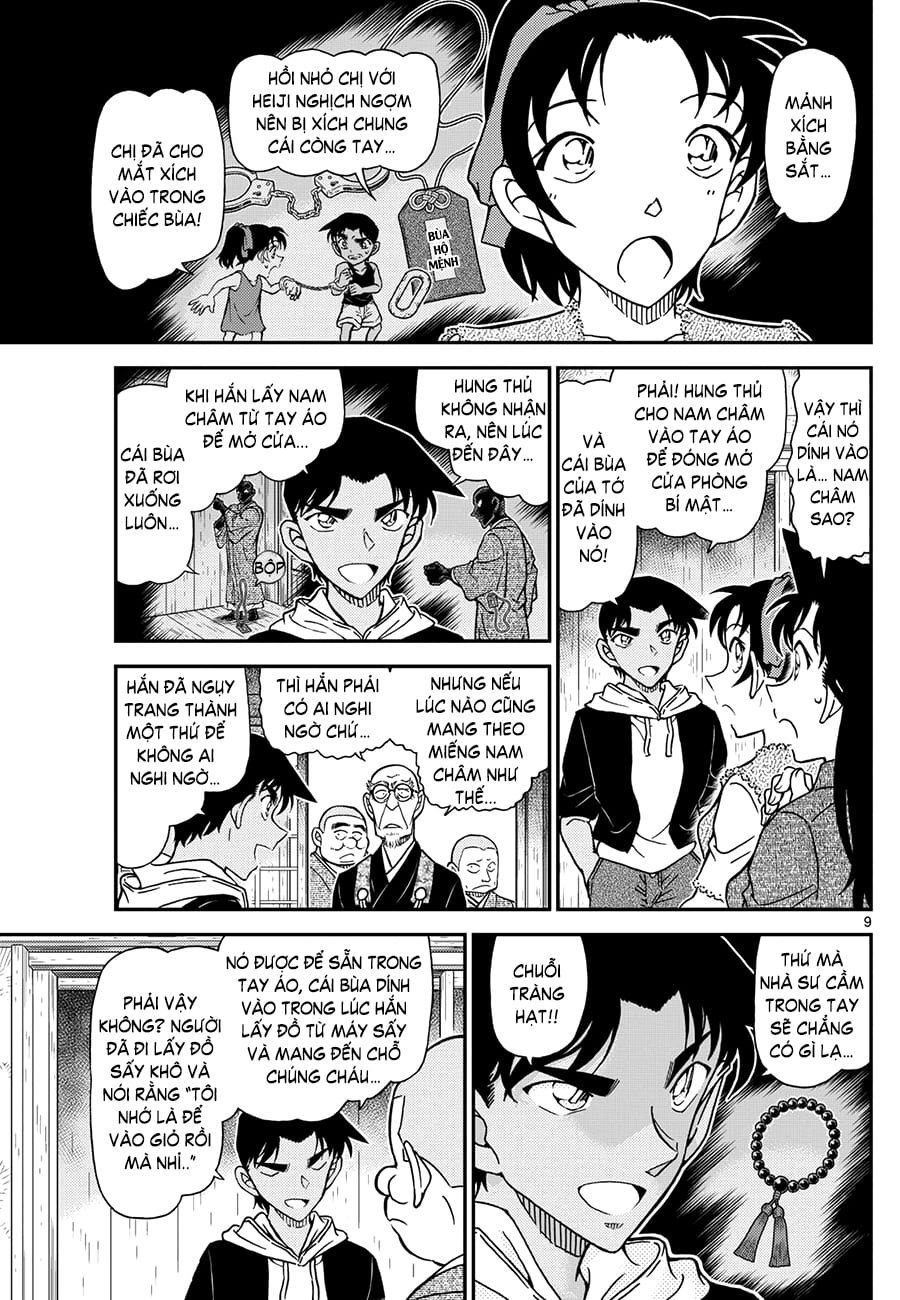 MẢNH
XÍCH
BẰNG
SẮT...
HỒI NHỎ CHỊ VỚI
HEIJI NGHỊCH NGỢM
NÊN BỊ XÍCH CHUNG
CÁI CÒNG TAY...
CHỊ ĐÃ CHO
MẮT XÍCH
VÀO TRONG
CHIẾC BÙA!
BÙA
HỘ
MỆNH
VẬY THÌ
CÁI NÓ
DÍNH VÀO
LÀ... NAM
CHÂM
SAO?
PHẢI! HUNG THỦ
CHO NAM CHÂM
VÀO TAY ÁO
ĐỂ ĐÓNG MỞ
CỬA PHÒNG
BÍ MẬT...
VÀ
CÁI BÙA
CỦA TỚ
ĐÃ DÍNH
VÀO
NÓ!
HUNG THỦ
KHÔNG NHẬN
RA, NÊN LÚC
ĐẾN ĐÂY...
KHI HẮN LẤY NAM
CHÂM TỪ TAY ÁO
ĐỂ MỞ CỬA...
CÁI BÙA
ĐÃ RƠI
XUỐNG
LUÔN...
BỘP
NHƯNG NẾU
LÚC NÀO CŨNG
MANG THEO
MIẾNG NAM
CHÂM NHƯ
THẾ...
THÌ HẮN PHẢI
CÓ AI NGHI
NGỜ CHỨ...
HẮN ĐÃ NGỤY
TRANG THÀNH
MỘT THỨ ĐỂ
KHÔNG AI
NGHI NGỜ...
9
THỨ MÀ
NHÀ SƯ CẦM
TRONG TAY
SẼ CHẲNG
CÓ GÌ LẠ...
CHUỖI
TRÀNG
HẠT!!
NÓ ĐƯỢC ĐỂ SẴN TRONG
TAY ÁO, CÁI BÙA DÍNH
VÀO TRONG LÚC HẮN
LẤY ĐỒ TỪ MÁY SẤY
VÀ MANG ĐẾN CHỖ
CHÚNG CHÁU...
PHẢI VẬY
KHÔNG? NGƯỜI
ĐÃ ĐI LẤY ĐỒ
SẤY KHÔ VÀ
NÓI RẰNG "TÔI
NHỚ LÀ ĐỂ
VÀO GIỎ RỒI
MÀ NHỈ.."